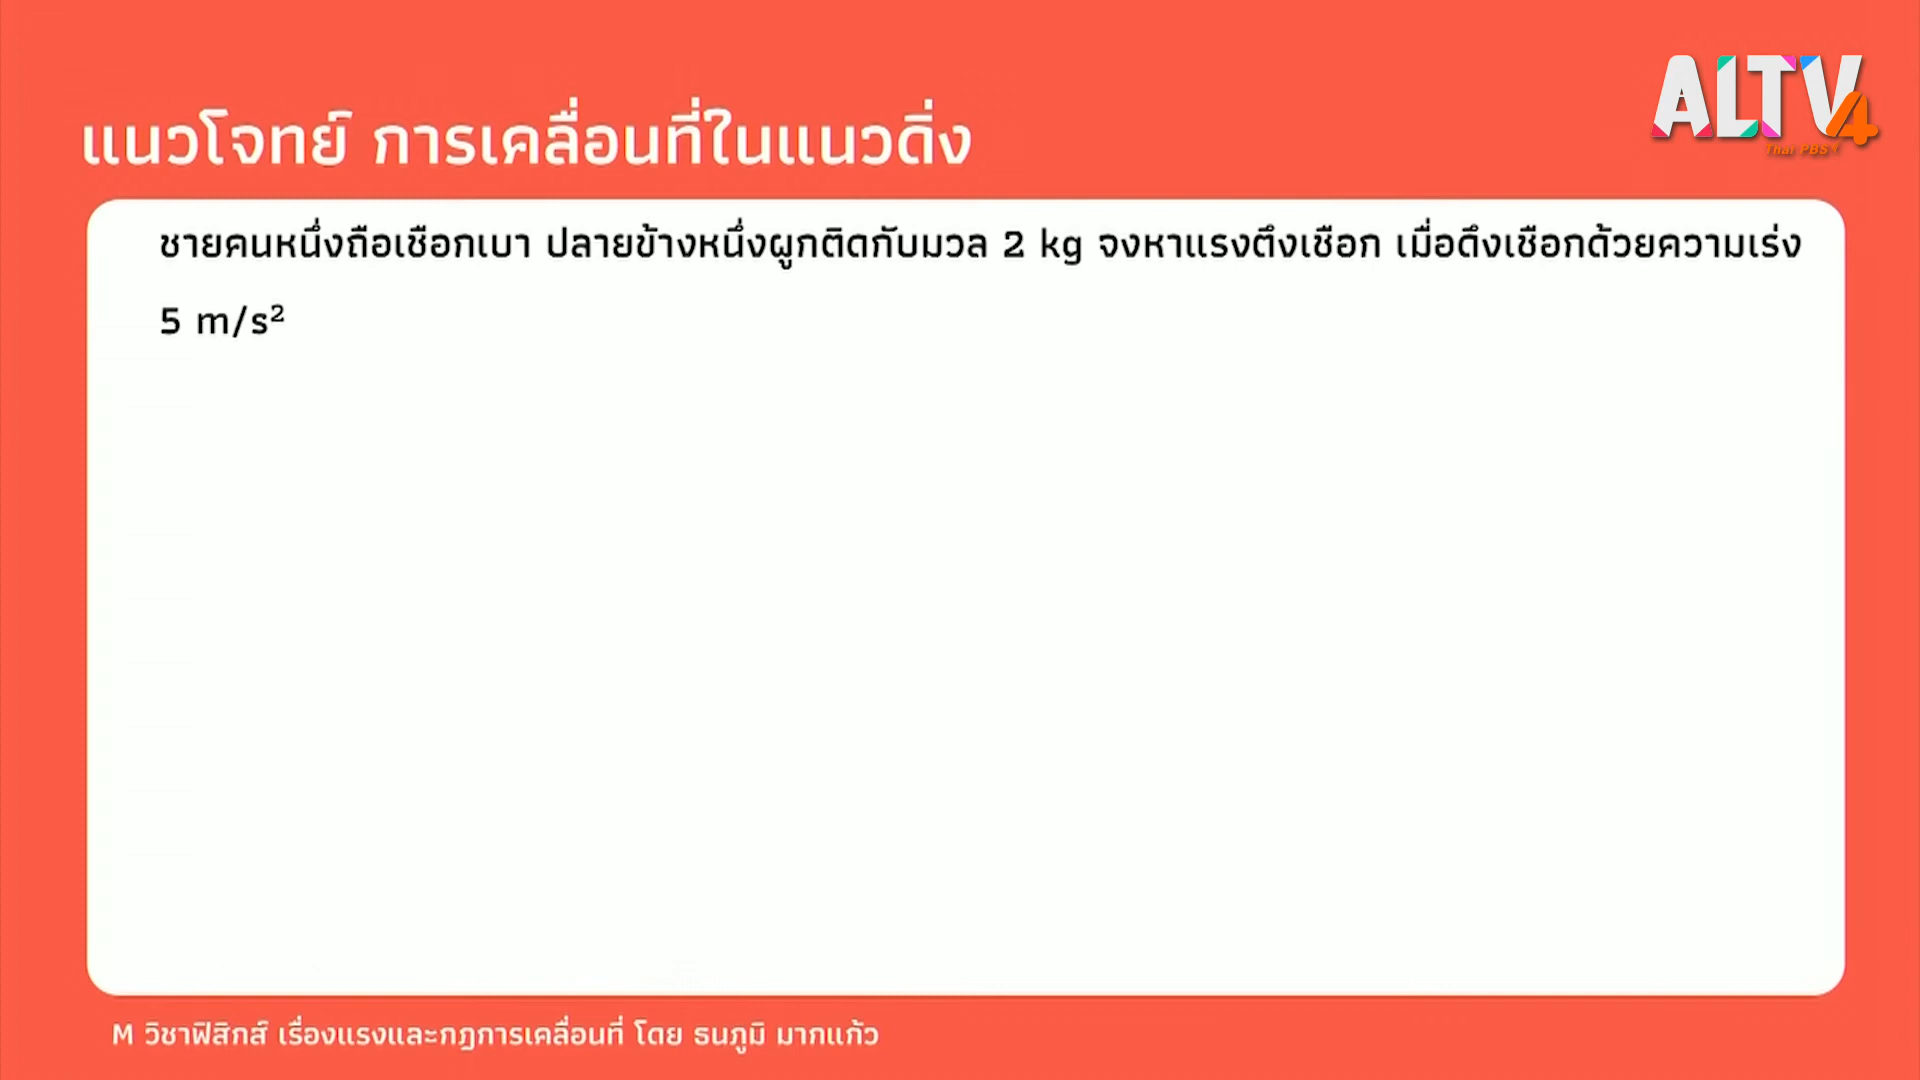 ALTV4
Thai PBS
แนวโจทย์ การเคลื่อนที่ในแนวดิ่ง
ชายคนหนึ่งถือเชือกเบา ปลายข้างหนึ่งผูกติดกับมวล 2 kg จงหาแรงตึงเชือก เมื่อดึงเชือกด้วยความเร่ง
5 m/s²
M วิชาฟิสิกส์ เรื่องแรงและกฎการเคลื่อนที่ โดย ธนภูมิ มากแก้ว